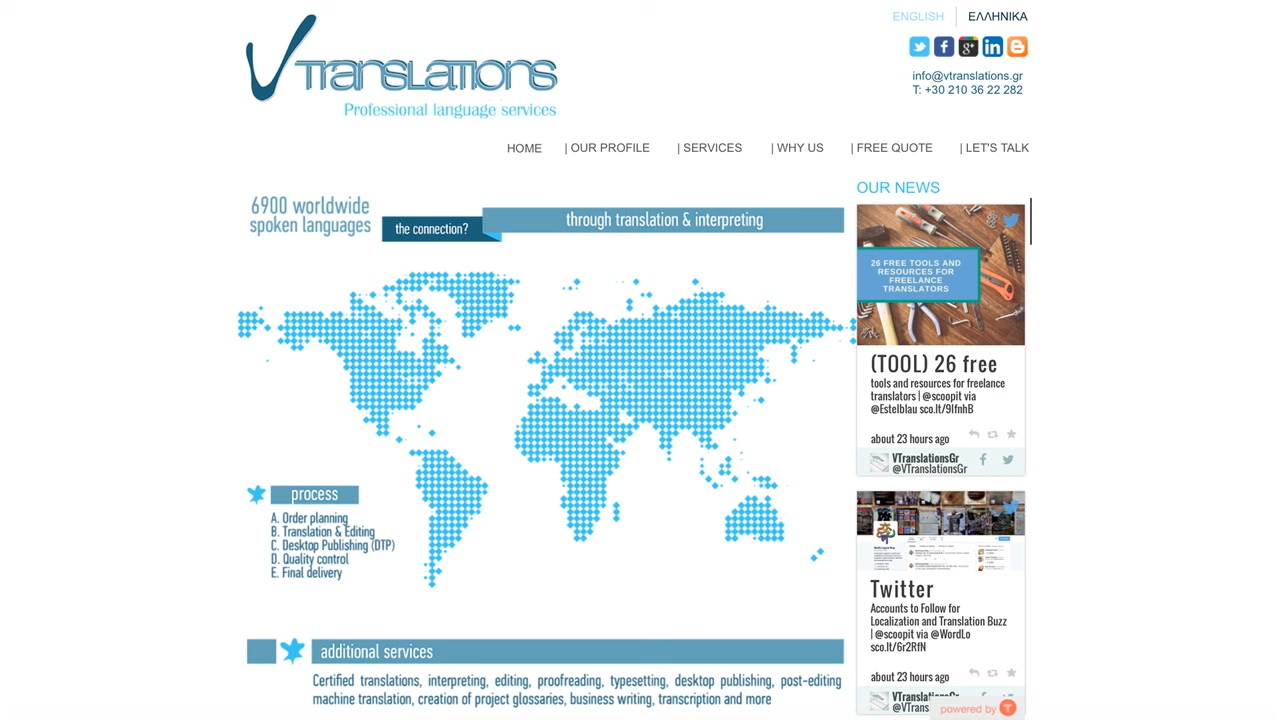 ENGLISH
ΕΛΛΗΝΙΚΑ
VTRANSLATIONS
Professional language services
info@vtranslations.gr
T: +30 210 36 22 282
HOME | OUR PROFILE | SERVICES | WHY US | FREE QUOTE | LET'S TALK
6900 worldwide
spoken languages
the connection?
through translation & interpreting
process
A. Order planning
B. Translation & Editing
C. Desktop Publishing (DTP)
D. Quality control
E. Final delivery
additional services
Certified translations, interpreting, editing, proofreading, typesetting, desktop publishing, post-editing
machine translation, creation of project glossaries, business writing, transcription and more
OUR NEWS
26 FREE TOOLS AND
RESOURCES FOR
FREELANCE
TRANSLATORS
(TOOL) 26 free
tools and resources for freelance
translators | @scoopit via
@Estelblau sco.lt/9IfnhB
about 23 hours ago
VTranslationsGr
@VTranslationsGr
Twitter
Accounts to Follow for
Localization and Translation Buzz
| @scoopit via @WordLo
sco.lt/6r2RfN
about 23 hours ago
VTranslationsGr
@VTrans
powered by